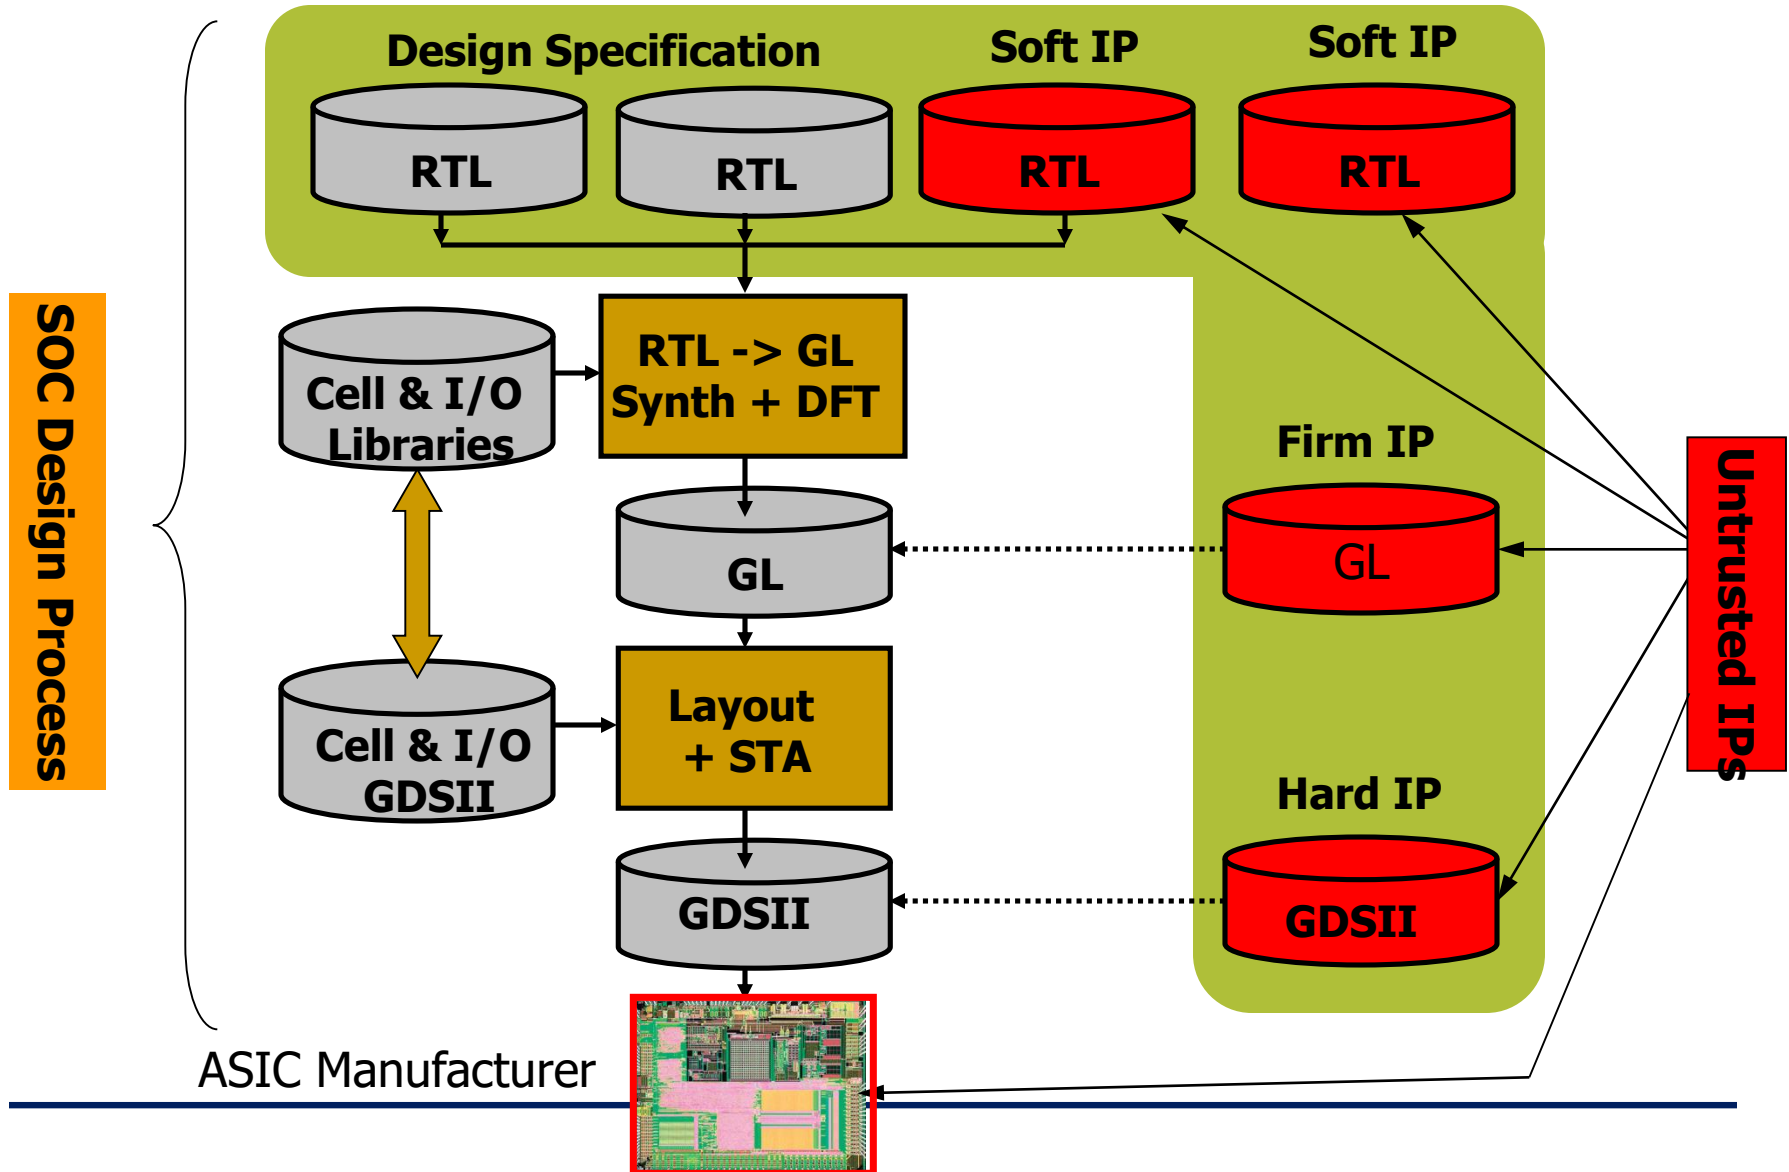 Design Specification
Soft IP
Soft IP
RTL
RTL
RTL
RTL
SOC Design Process
Cell & I/O
Libraries
RTL -> GL
Synth + DFT
Firm IP
GL
GL
Untrusted IPs
Cell & I/O
GDSII
Layout
+ STA
Hard IP
GDSII
GDSII
ASIC Manufacturer